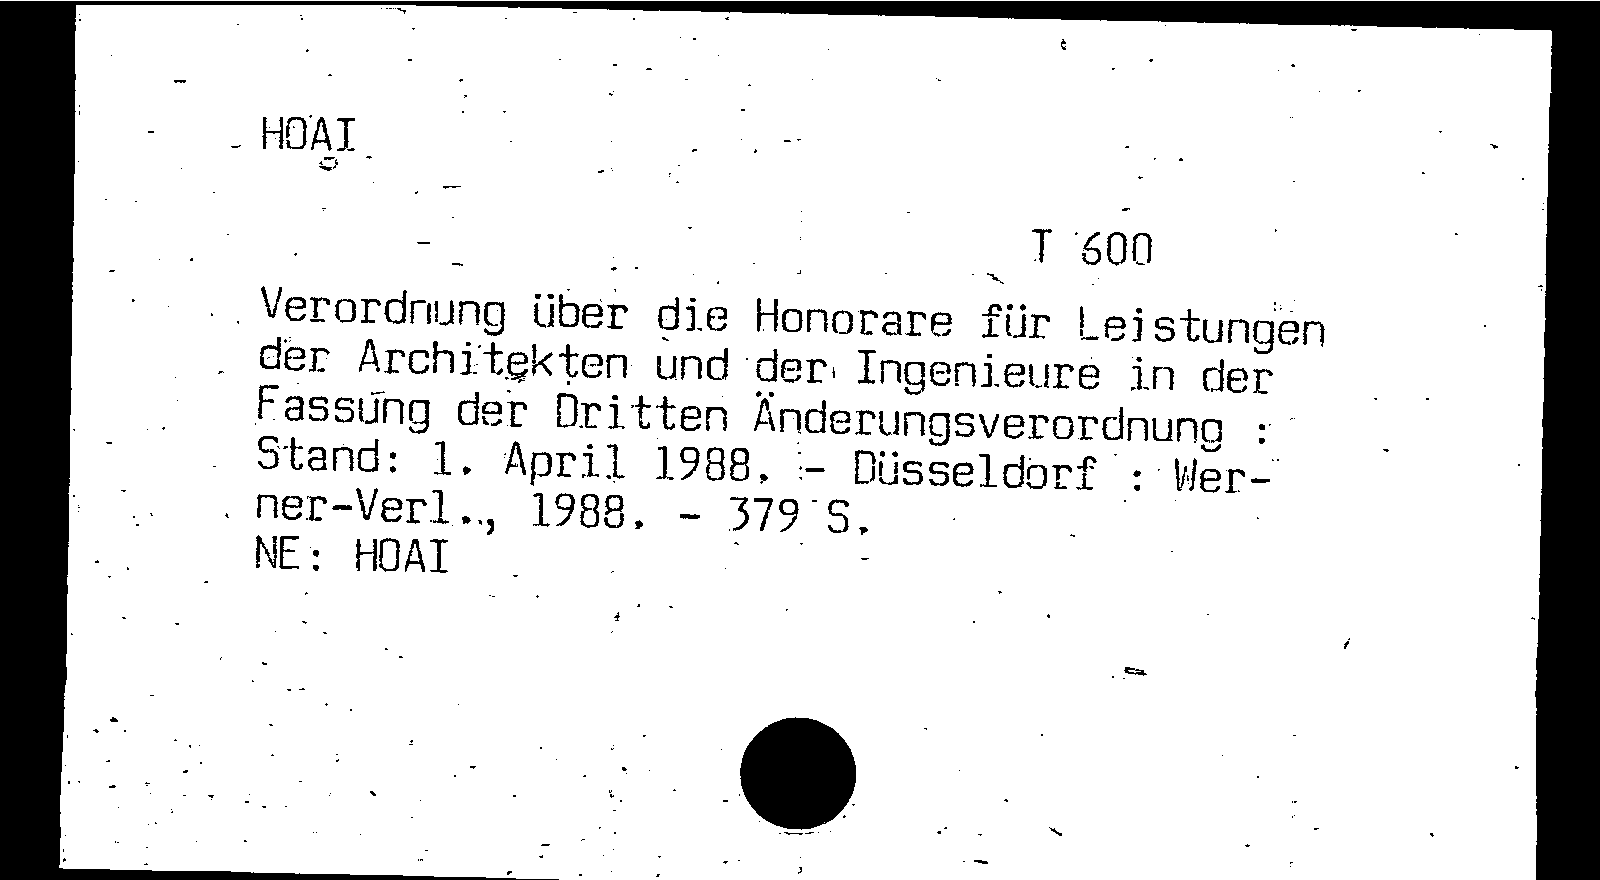 HOAI
T 600
Verordnung über die Honorare für Leistungen
der Architekten und der Ingenieure in der
Fassung der Dritten Änderungsverordnung :
Stand: 1. April 1988. - Düsseldorf : Wer-
ner-Verl., 1988. - 379 S.
NE: HOAI